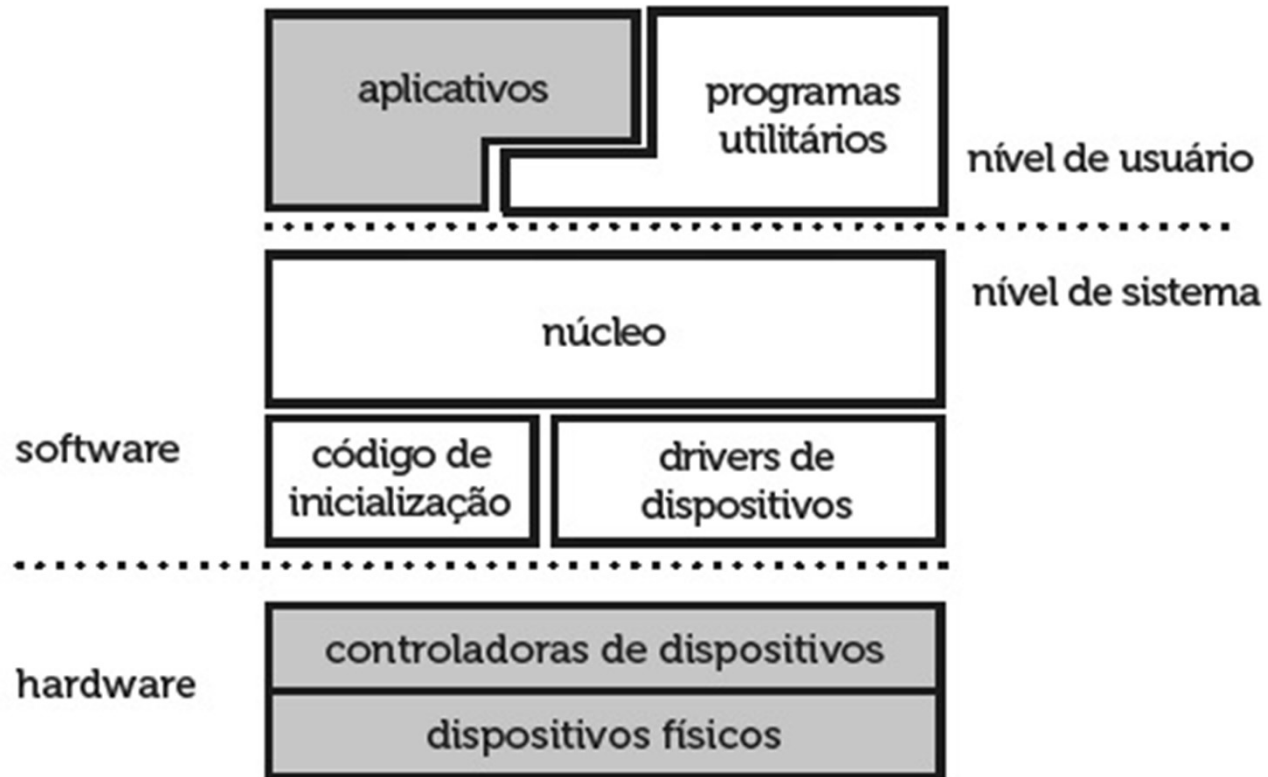 aplicativos
programas
utilitários
nível de usuário
nível de sistema
núcleo
software
código de
inicialização
drivers de
dispositivos
hardware
controladoras de dispositivos
dispositivos físicos